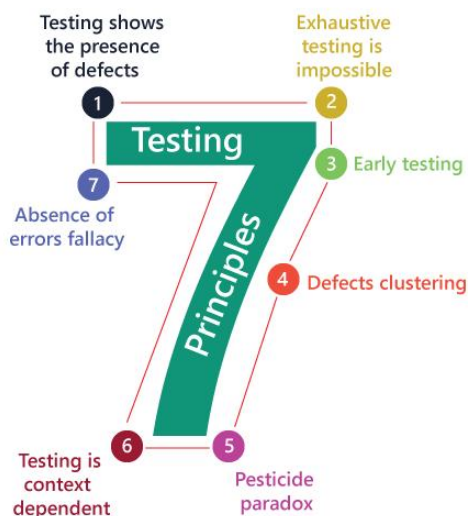 Testing shows
the presence
of defects
1
Exhaustive
testing is
impossible
2
Testing
3
Early testing
7
Absence of
errors fallacy
Principles
4
Defects clustering
6
Testing is
context
dependent
5
Pesticide
paradox